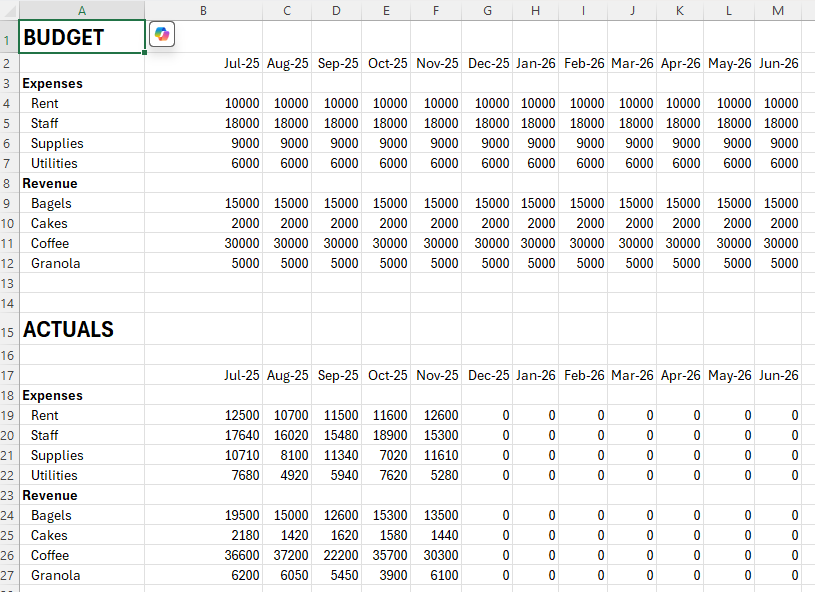 A B C D E F G H I J K L M
1 BUDGET
2 Jul-25 Aug-25 Sep-25 Oct-25 Nov-25 Dec-25 Jan-26 Feb-26 Mar-26 Apr-26 May-26 Jun-26
3 Expenses
4 Rent 10000 10000 10000 10000 10000 10000 10000 10000 10000 10000 10000 10000
5 Staff 18000 18000 18000 18000 18000 18000 18000 18000 18000 18000 18000 18000
6 Supplies 9000 9000 9000 9000 9000 9000 9000 9000 9000 9000 9000 9000
7 Utilities 6000 6000 6000 6000 6000 6000 6000 6000 6000 6000 6000 6000
8 Revenue
9 Bagels 15000 15000 15000 15000 15000 15000 15000 15000 15000 15000 15000 15000
10 Cakes 2000 2000 2000 2000 2000 2000 2000 2000 2000 2000 2000 2000
11 Coffee 30000 30000 30000 30000 30000 30000 30000 30000 30000 30000 30000 30000
12 Granola 5000 5000 5000 5000 5000 5000 5000 5000 5000 5000 5000 5000
13
14
15 ACTUALS
16
17 Jul-25 Aug-25 Sep-25 Oct-25 Nov-25 Dec-25 Jan-26 Feb-26 Mar-26 Apr-26 May-26 Jun-26
18 Expenses
19 Rent 12500 10700 11500 11600 12600 0 0 0 0 0 0 0
20 Staff 17640 16020 15480 18900 15300 0 0 0 0 0 0 0
21 Supplies 10710 8100 11340 7020 11610 0 0 0 0 0 0 0
22 Utilities 7680 4920 5940 7620 5280 0 0 0 0 0 0 0
23 Revenue
24 Bagels 19500 15000 12600 15300 13500 0 0 0 0 0 0 0
25 Cakes 2180 1420 1620 1580 1440 0 0 0 0 0 0 0
26 Coffee 36600 37200 22200 35700 30300 0 0 0 0 0 0 0
27 Granola 6200 6050 5450 3900 6100 0 0 0 0 0 0 0